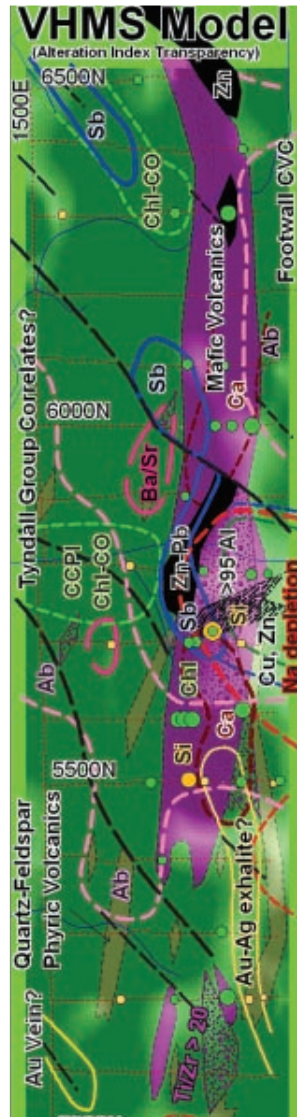 VHMS Model
(Alteration Index Transparency)
6500N
1500E
Sb
Chl-CO
Zn
Footwall CVC
Mafic Volcanics
Ab
Ca
Tyndall Group Correlates?
6000N
Sb
Ba/Sr
CCPI
Chl-CO
Zn-Pb
Sb
>95/AI
Si
Cu, Zn
Na depletion
Ab
Chl
Ca
Si
5500N
Quartz-Feldspar
Phyric Volcanics
Ab
Au-Ag exhalite?
Au Vein?
Ti/Zr > 20